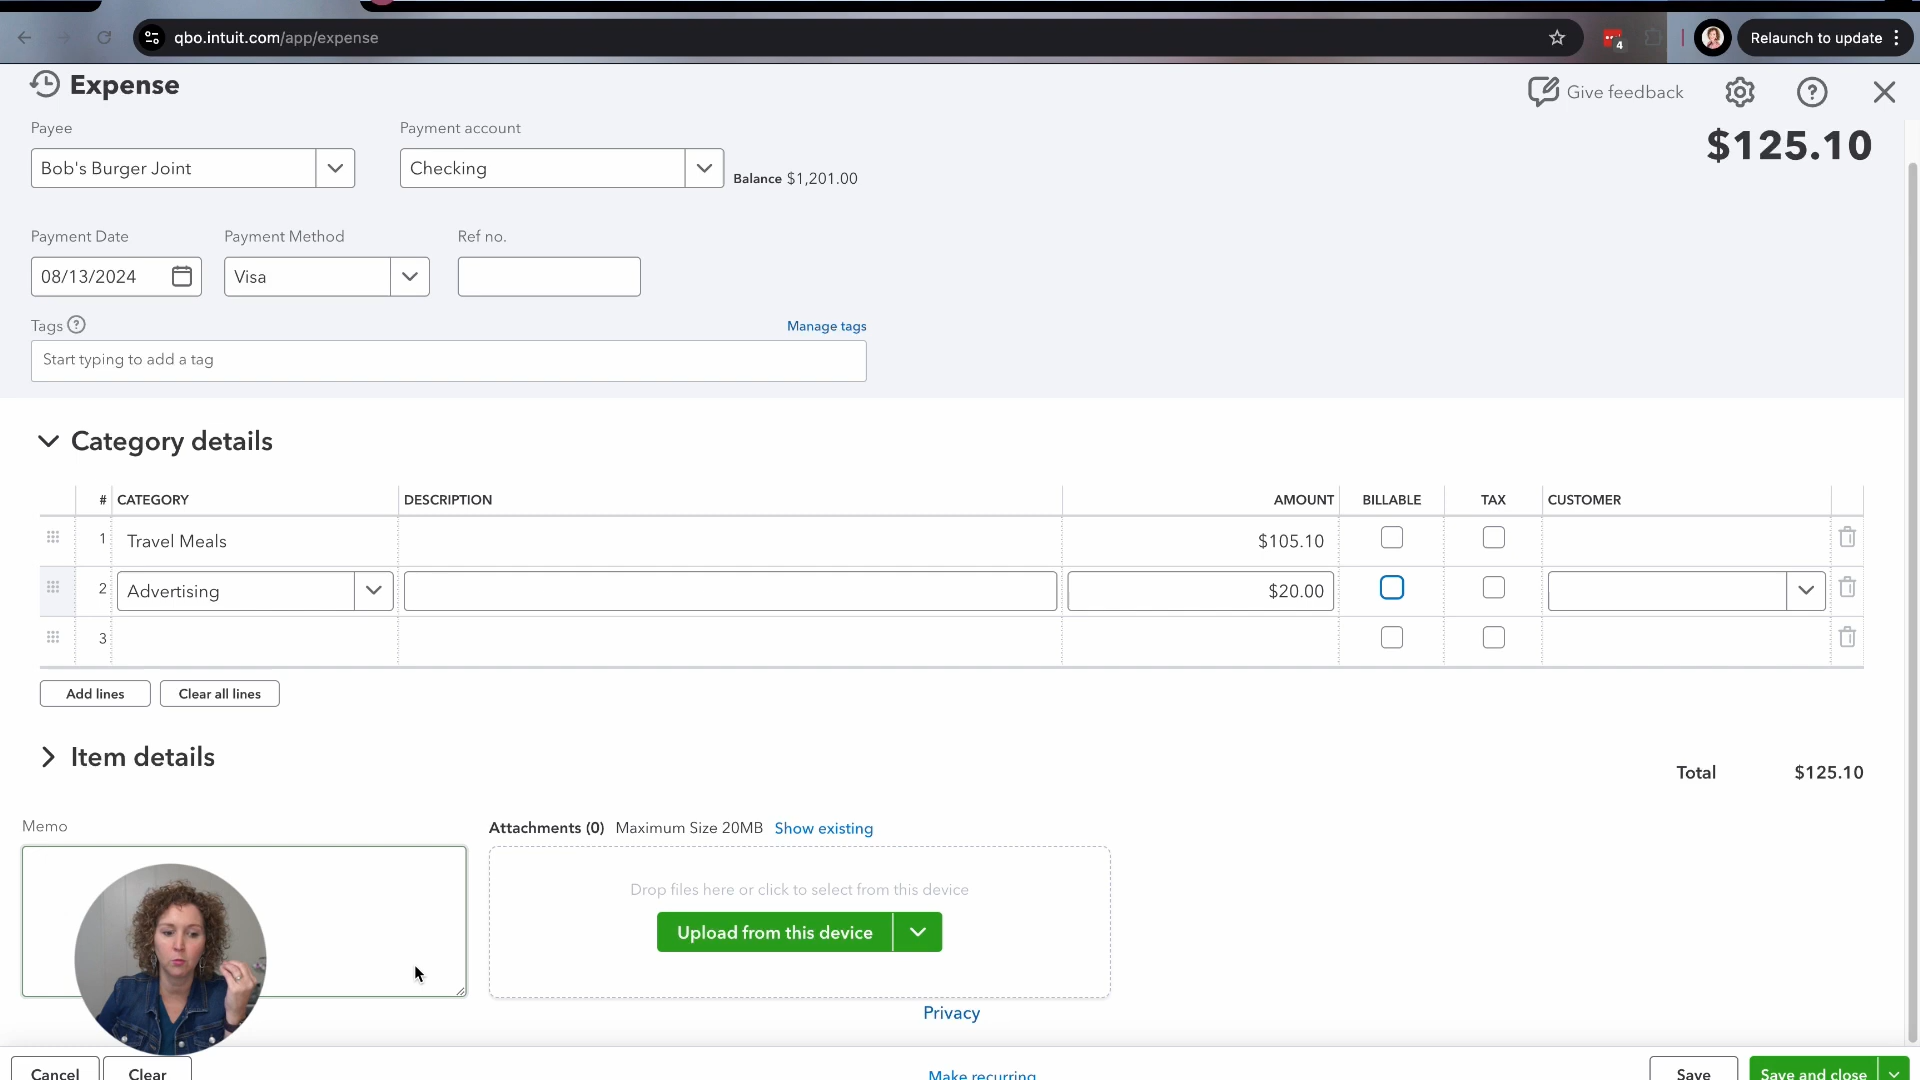 qbo.intuit.com/app/expense
4
Relaunch to update
Expense
Give feedback
Payee
Payment account
$125.10
Bob's Burger Joint
Checking
Balance $1,201.00
Payment Date
Payment Method
Ref no.
08/13/2024
Visa
Tags
Manage tags
Start typing to add a tag
Category details
# CATEGORY DESCRIPTION AMOUNT BILLABLE TAX CUSTOMER
1 Travel Meals $105.10
2 Advertising $20.00
3
Add lines
Clear all lines
Item details
Total $125.10
Memo
Attachments (0) Maximum Size 20MB Show existing
Drop files here or click to select from this device
Upload from this device
Privacy
Cancel
Clear
Make recurring
Save
Save and close